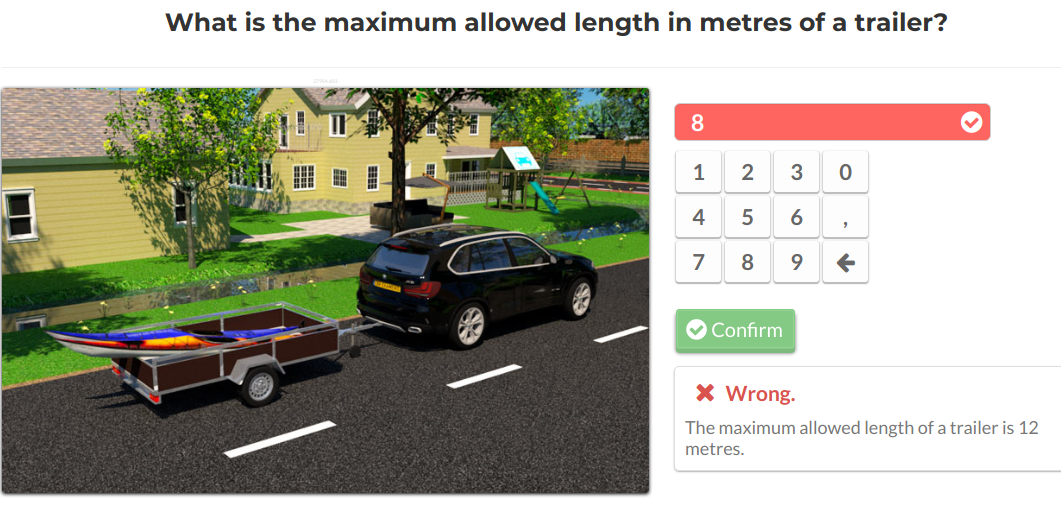 What is the maximum allowed length in metres of a trailer?
8
1 2 3 0
4 5 6 ,
7 8 9
Confirm
Wrong.
The maximum allowed length of a trailer is 12
metres.